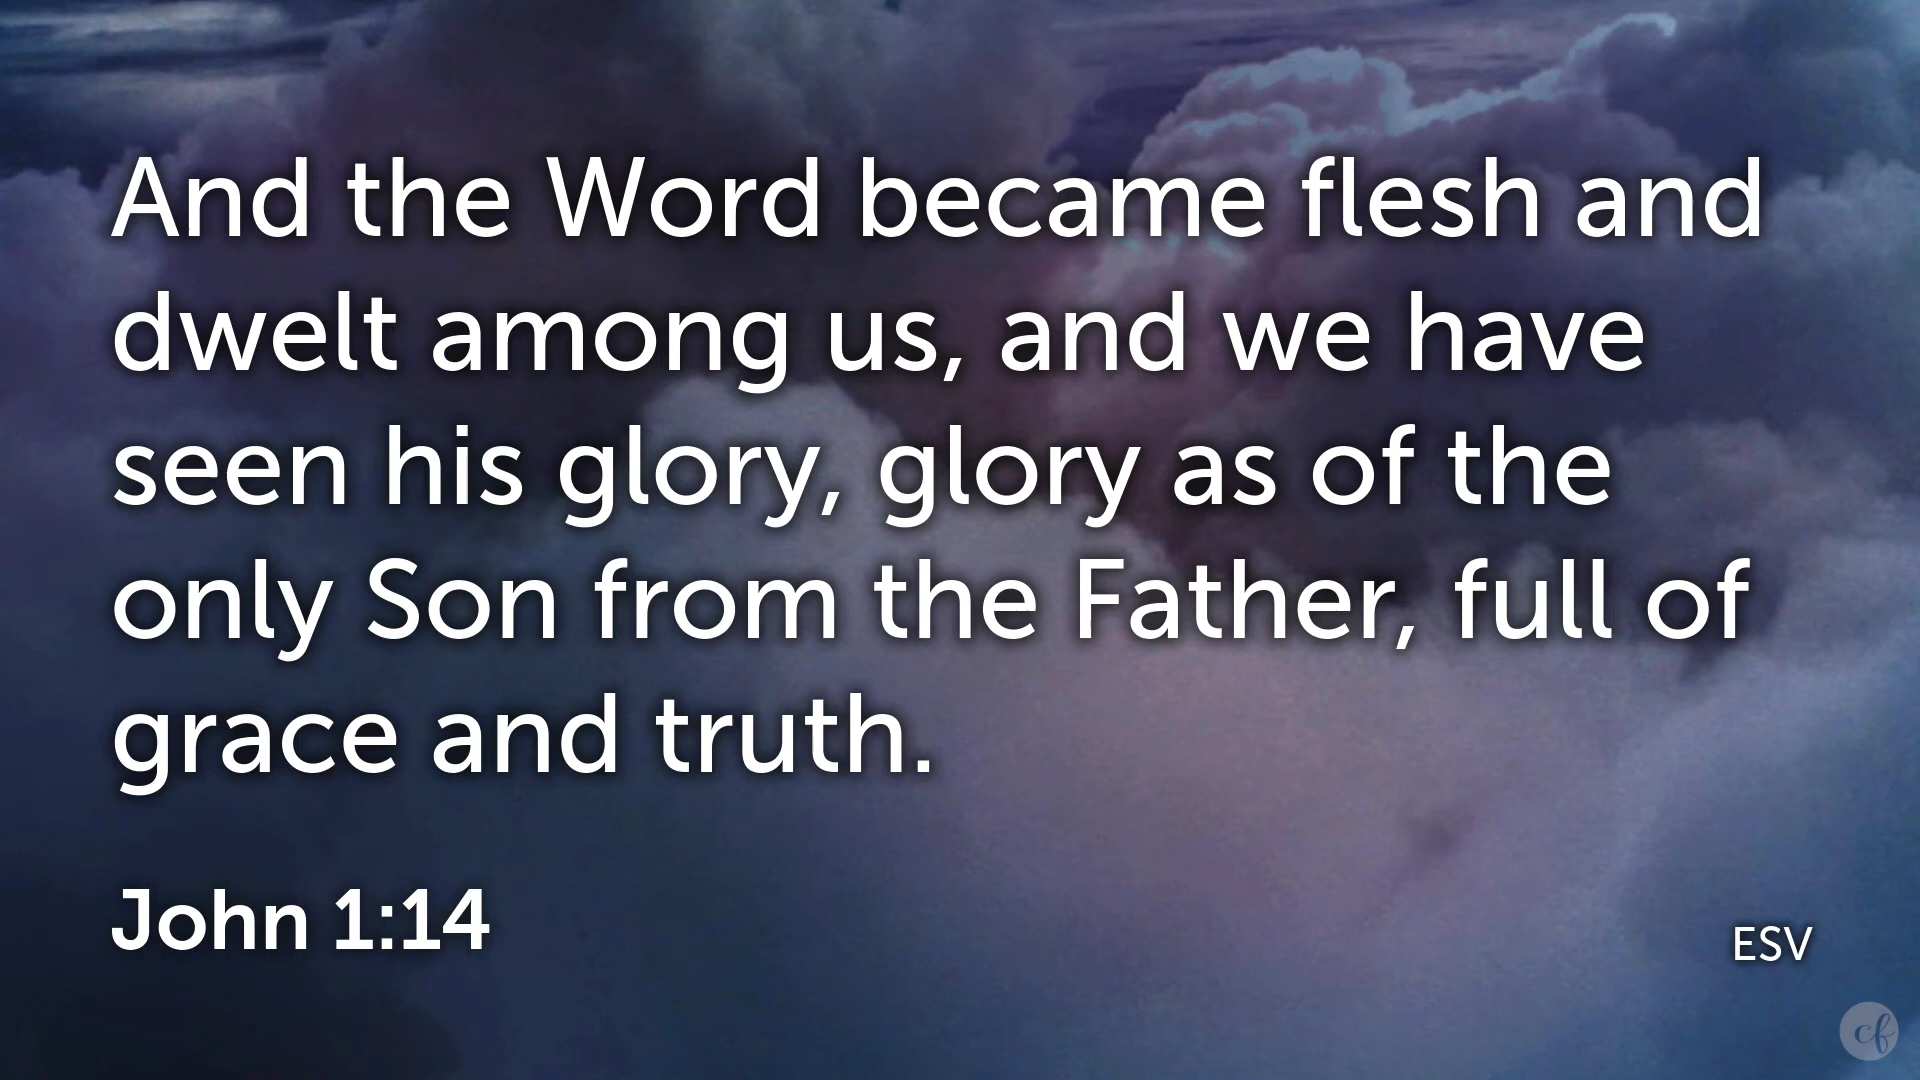 And the Word became flesh and
dwelt among us, and we have
seen his glory, glory as of the
only Son from the Father, full of
grace and truth.
John 1:14
ESV
cf